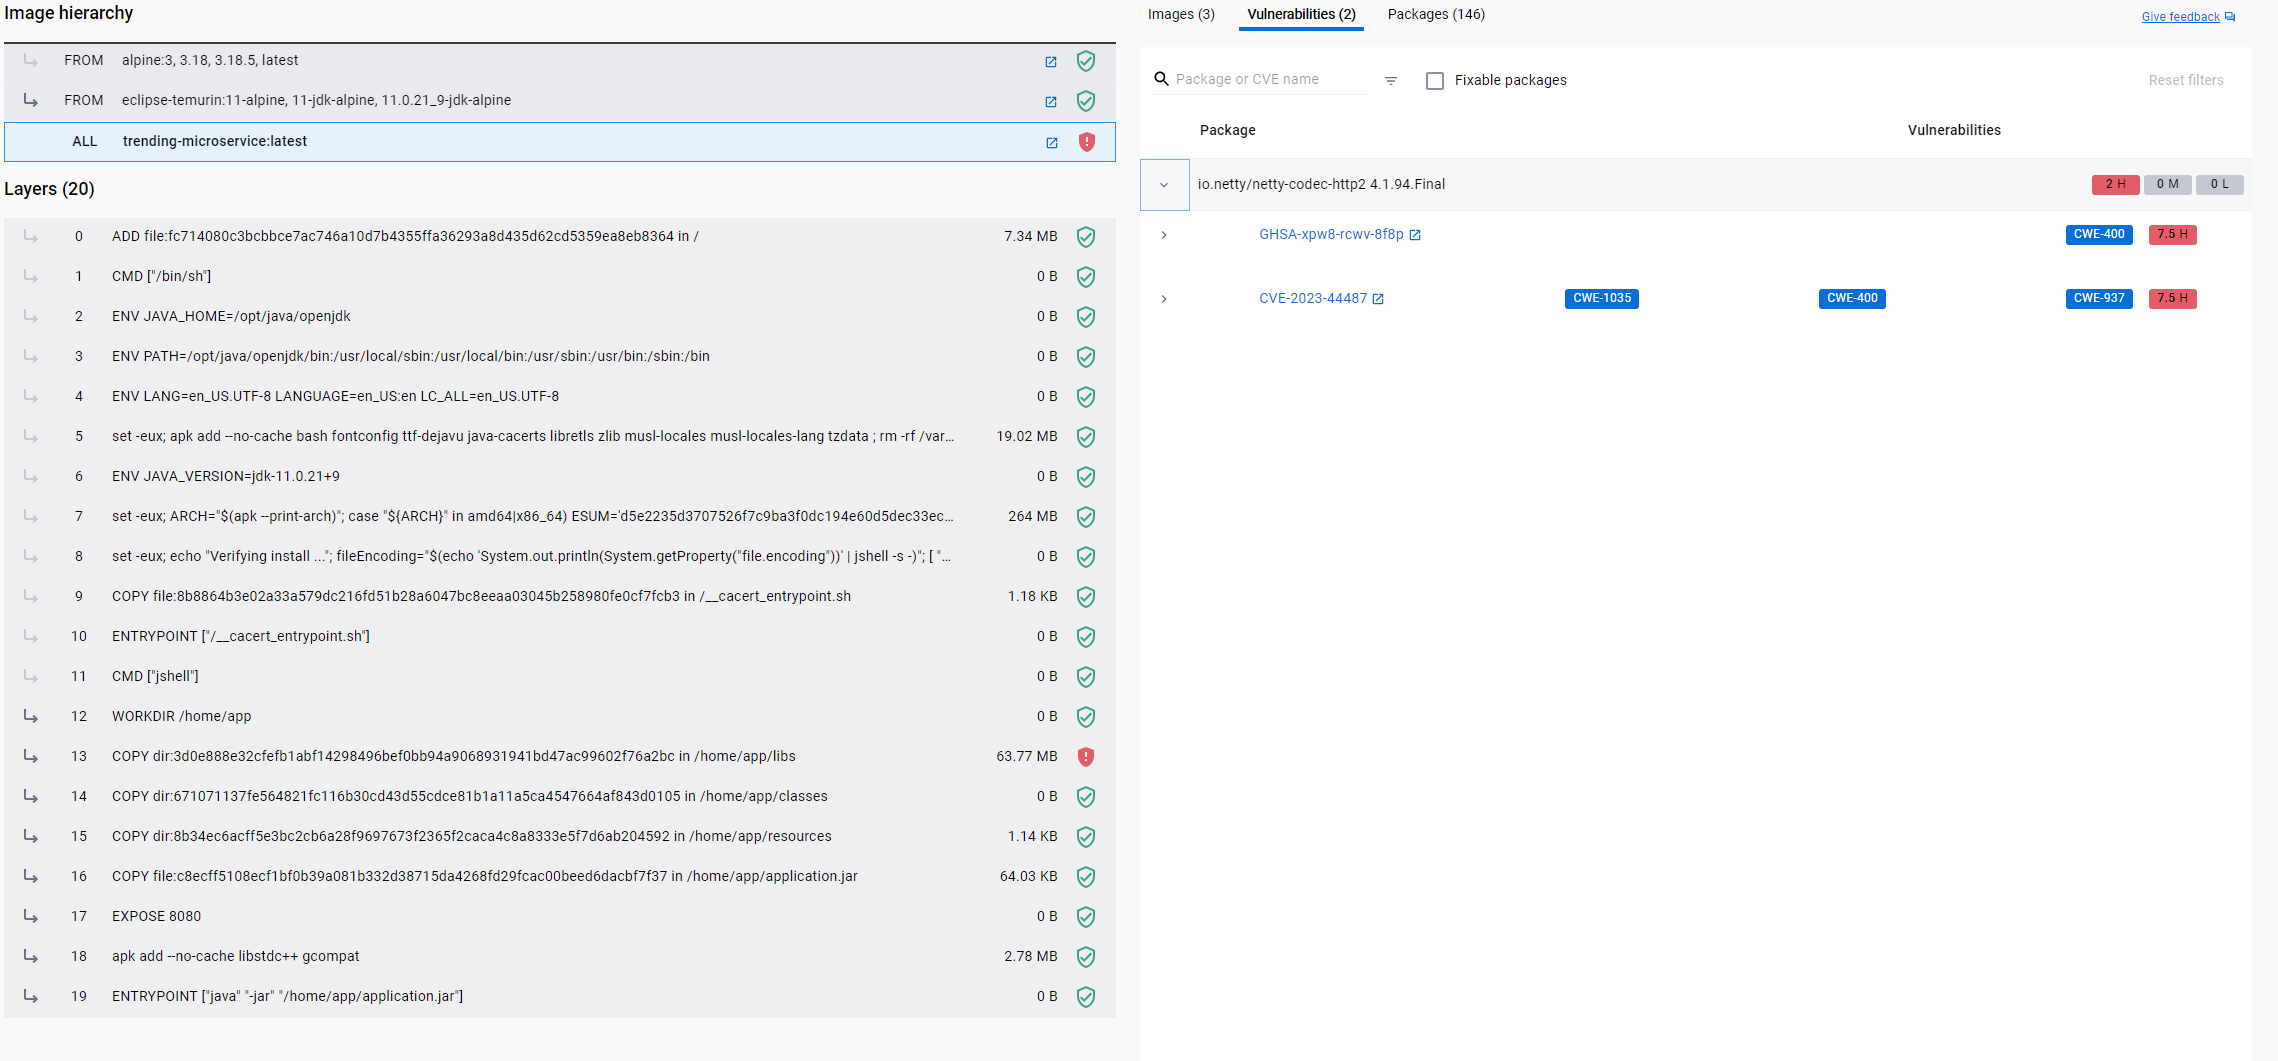 Image hierarchy
FROM alpine:3, 3.18, 3.18.5, latest
FROM eclipse-temurin:11-alpine, 11-jdk-alpine, 11.0.21_9-jdk-alpine
ALL trending-microservice:latest
Layers (20)
0 ADD file:fc714080c3bcbbce7ac746a10d7b4355ffa36293a8d435d62cd5359ea8eb8364 in / 7.34 MB
1 CMD ["/bin/sh"] 0 B
2 ENV JAVA_HOME=/opt/java/openjdk 0 B
3 ENV PATH=/opt/java/openjdk/bin:/usr/local/sbin:/usr/local/bin:/usr/sbin:/usr/bin:/sbin:/bin 0 B
4 ENV LANG=en_US.UTF-8 LANGUAGE=en_US:en LC_ALL=en_US.UTF-8 0 B
5 set -eux; apk add --no-cache bash fontconfig ttf-dejavu java-cacerts libretls zlib musl-locales musl-locales-lang tzdata ; rm -rf /var... 19.02 MB
6 ENV JAVA_VERSION=jdk-11.0.21+9 0 B
7 set -eux; ARCH="$(apk --print-arch)"; case "${ARCH}" in amd64|x86_64) ESUM='d5e2235d3707526f7c9ba3f0dc194e60d5dec33ec... 264 MB
8 set -eux; echo "Verifying install ..."; fileEncoding="$(echo 'System.out.println(System.getProperty("file.encoding"))' | jshell -s -)"; [ "... 0 B
9 COPY file:8b8864b3e02a33a579dc216fd51b28a6047bc8eeaa03045b258980fe0cf7fcb3 in /__cacert_entrypoint.sh 1.18 KB
10 ENTRYPOINT ["/__cacert_entrypoint.sh"] 0 B
11 CMD ["jshell"] 0 B
12 WORKDIR /home/app 0 B
13 COPY dir:3d0e888e32cfefb1abf14298496bef0bb94a9068931941bd47ac99602f76a2bc in /home/app/libs 63.77 MB
14 COPY dir:671071137fe564821fc116b30cd43d55cdce81b1a11a5ca4547664af843d0105 in /home/app/classes 0 B
15 COPY dir:8b34ec6acff5e3bc2cb6a28f9697673f2365f2caca4c8a8333e5f7d6ab204592 in /home/app/resources 1.14 KB
16 COPY file:c8ecff5108ecf1bf0b39a081b332d38715da4268fd29fcac00beed6dacbf7f37 in /home/app/application.jar 64.03 KB
17 EXPOSE 8080 0 B
18 apk add --no-cache libstdc++ gcompat 2.78 MB
19 ENTRYPOINT ["java" "-jar" "/home/app/application.jar"] 0 B
Images (3) Vulnerabilities (2) Packages (146) Give feedback
Package or CVE name Fixable packages Reset filters
Package Vulnerabilities
io.netty/netty-codec-http2 4.1.94.Final 2 H 0 M 0 L
GHSA-xpw8-rcwv-8f8p CWE-400 7.5 H
CVE-2023-44487 CWE-1035 CWE-400 CWE-937 7.5 H